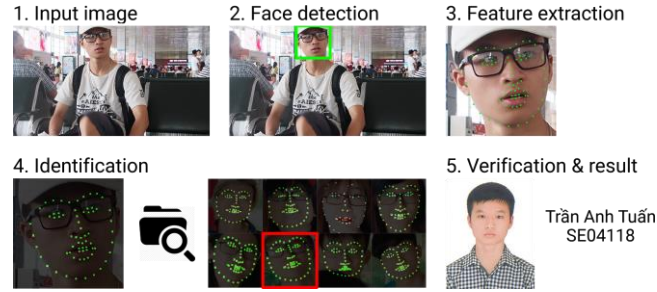 1. Input image
2. Face detection
3. Feature extraction
4. Identification
5. Verification & result
Trần Anh Tuấn
SE04118